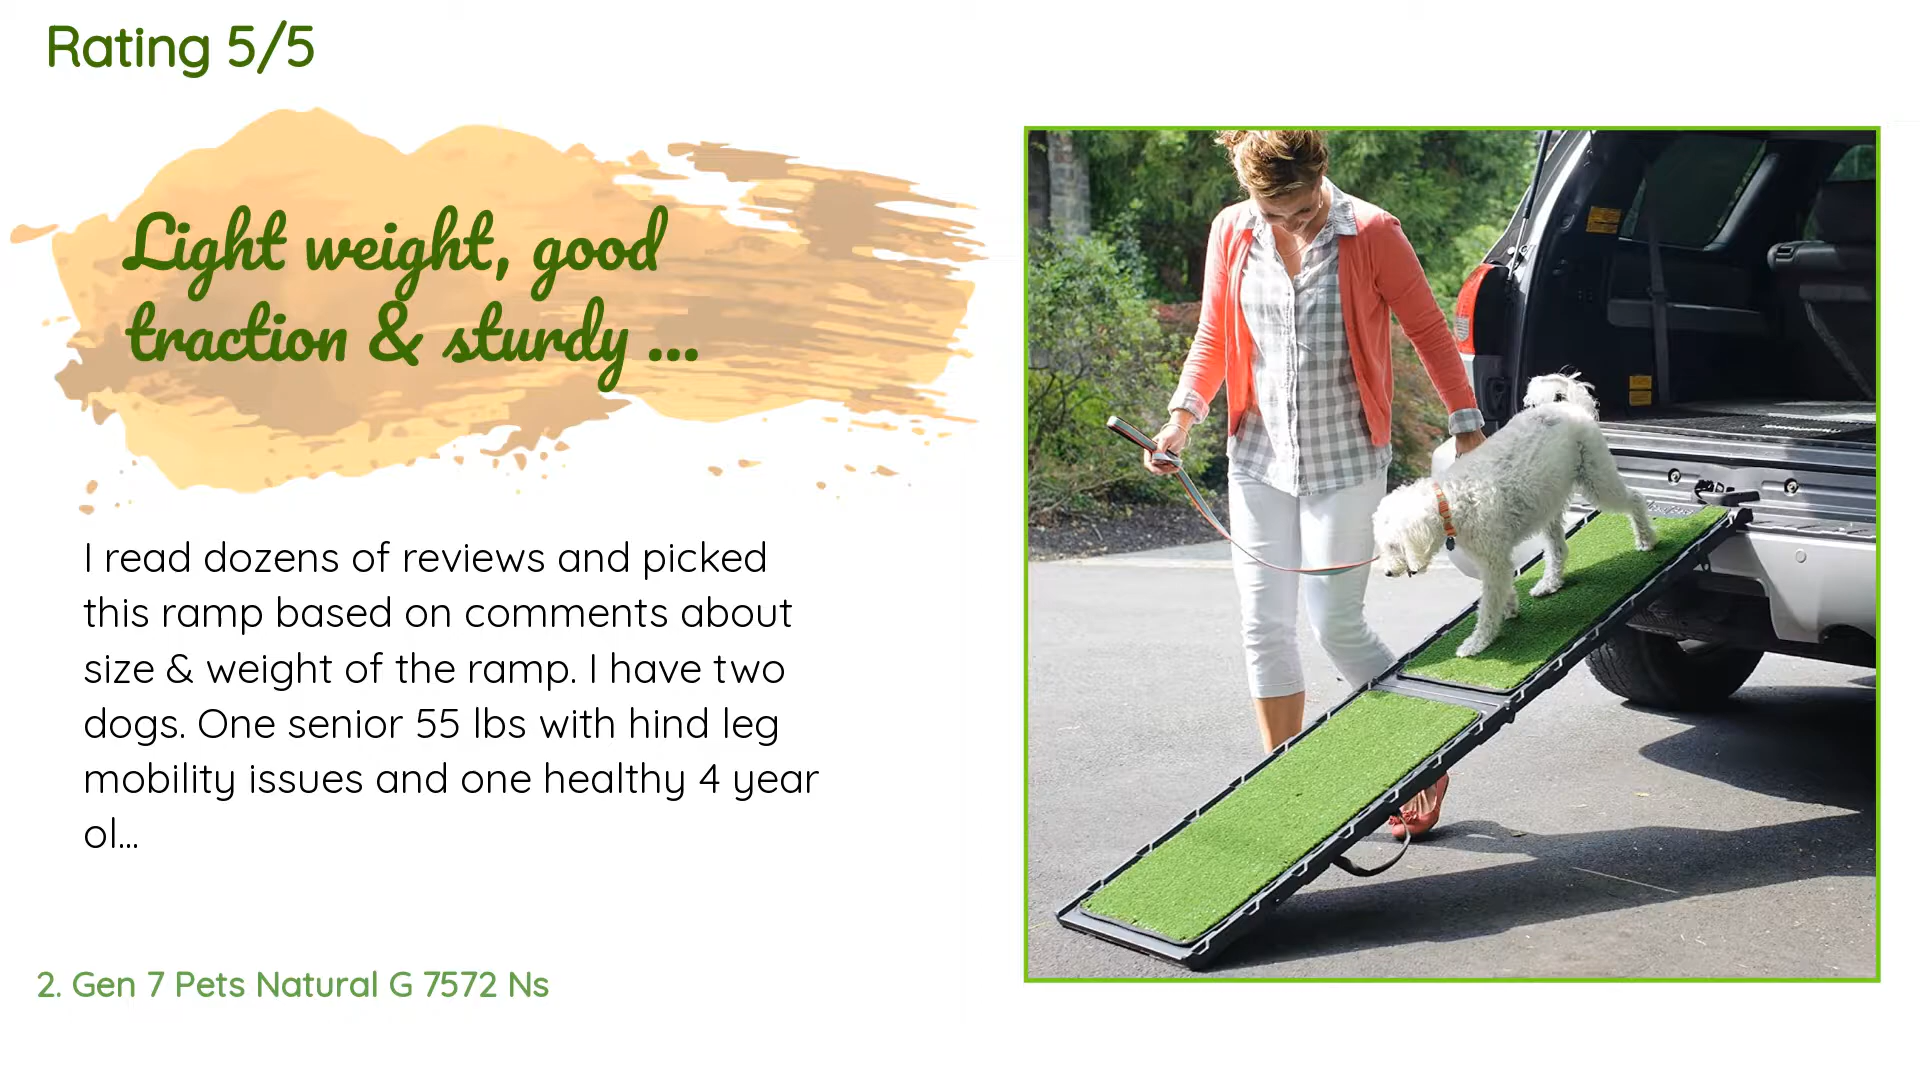 Rating 5/5
Light weight, good
traction & sturdy ...
I read dozens of reviews and picked
this ramp based on comments about
size & weight of the ramp. I have two
dogs. One senior 55 lbs with hind leg
mobility issues and one healthy 4 year
ol...
2. Gen 7 Pets Natural G 7572 Ns